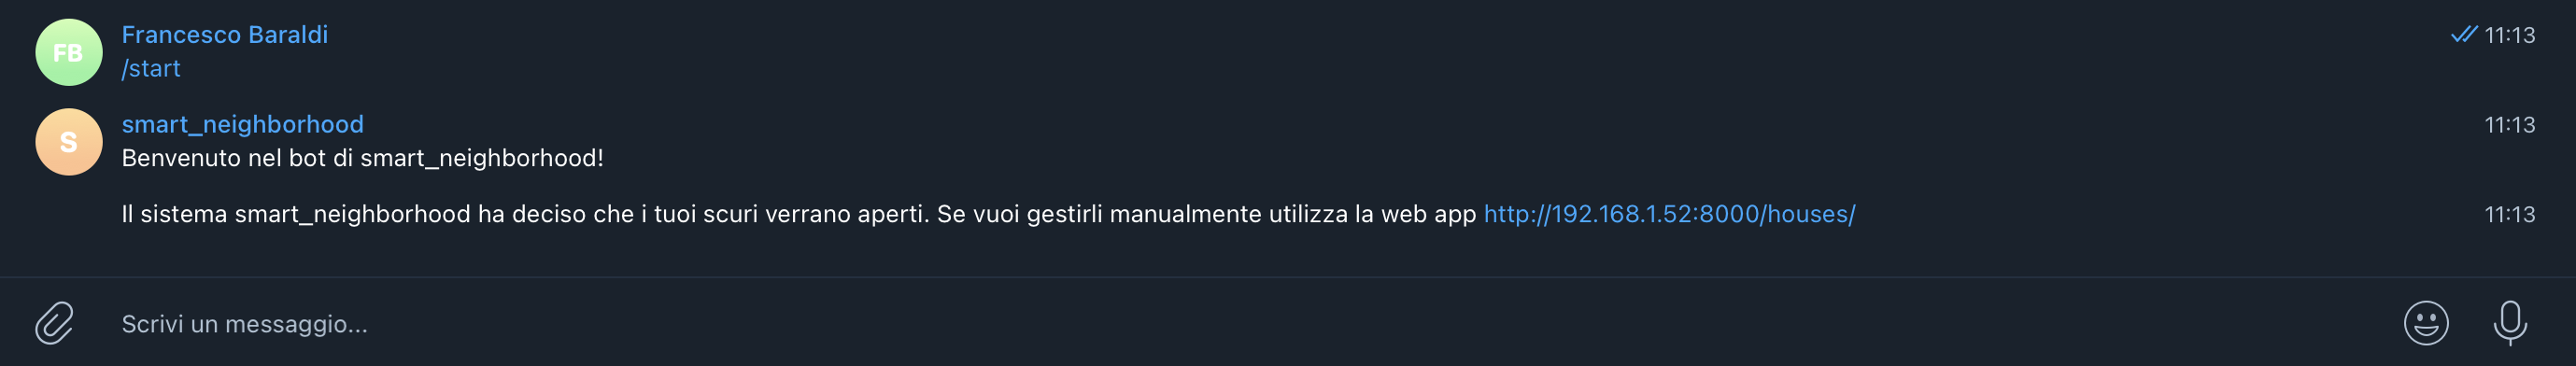 FB
Francesco Baraldi
11:13
/start
S
smart_neighborhood
11:13
Benvenuto nel bot di smart_neighborhood!
Il sistema smart_neighborhood ha deciso che i tuoi scuri verrano aperti. Se vuoi gestirli manualmente utilizza la web app http://192.168.1.52:8000/houses/
11:13
Scrivi un messaggio...